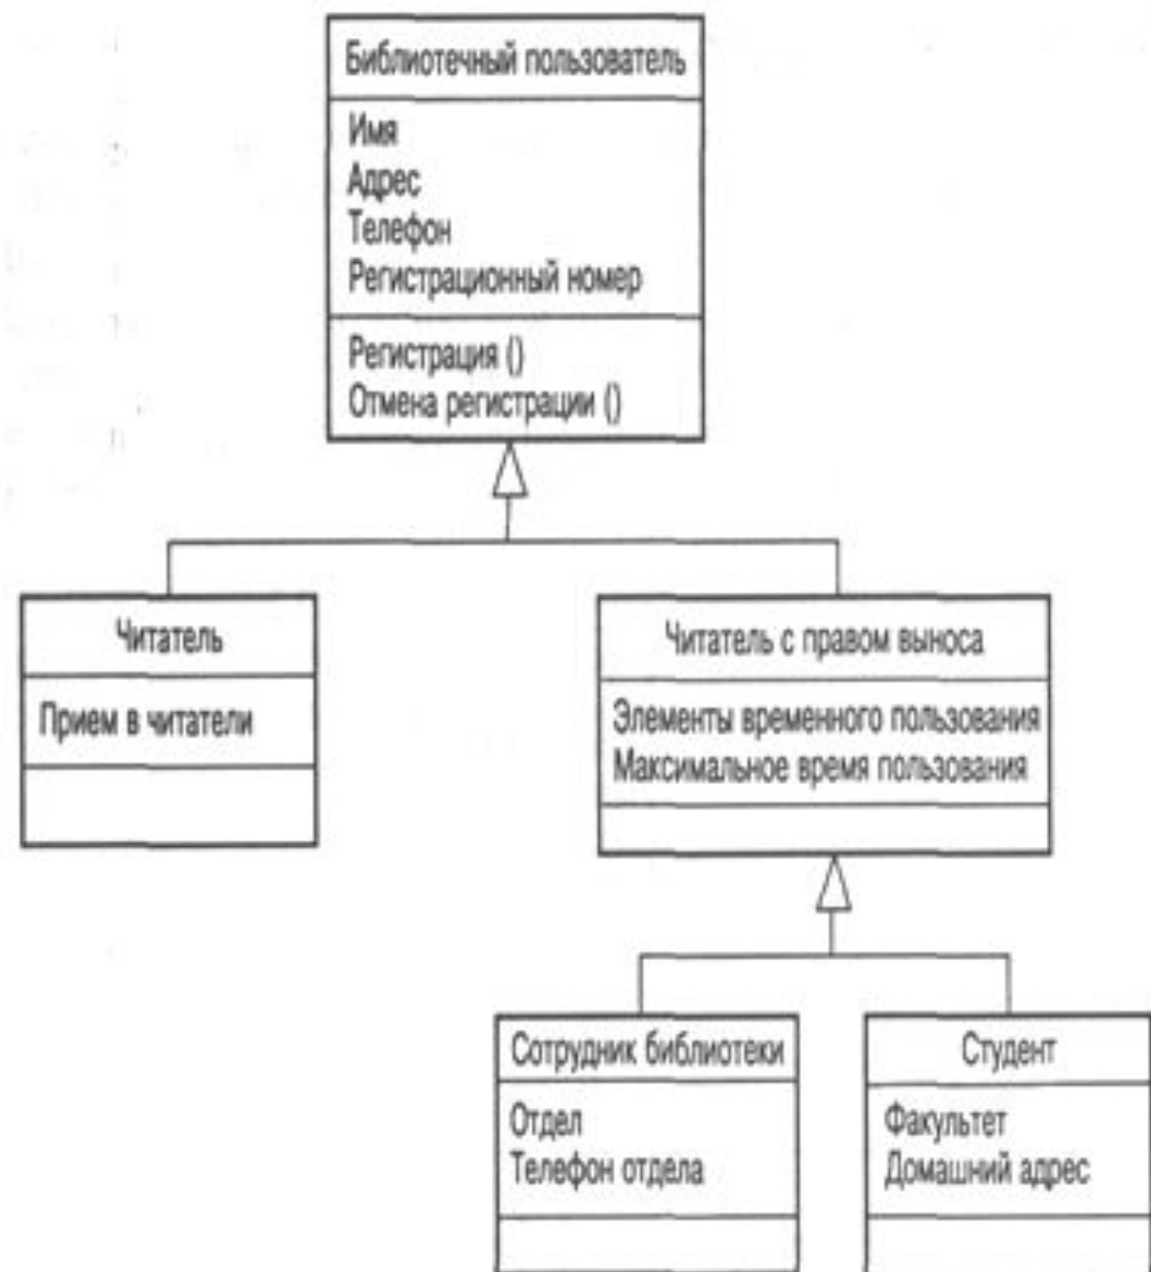 Библиотечный пользователь
Имя
Адрес
Телефон
Регистрационный номер
Регистрация ()
Отмена регистрации ()
Читатель
Прием в читатели
Читатель с правом выноса
Элементы временного пользования
Максимальное время пользования
Сотрудник библиотеки
Отдел
Телефон отдела
Студент
Факультет
Домашний адрес